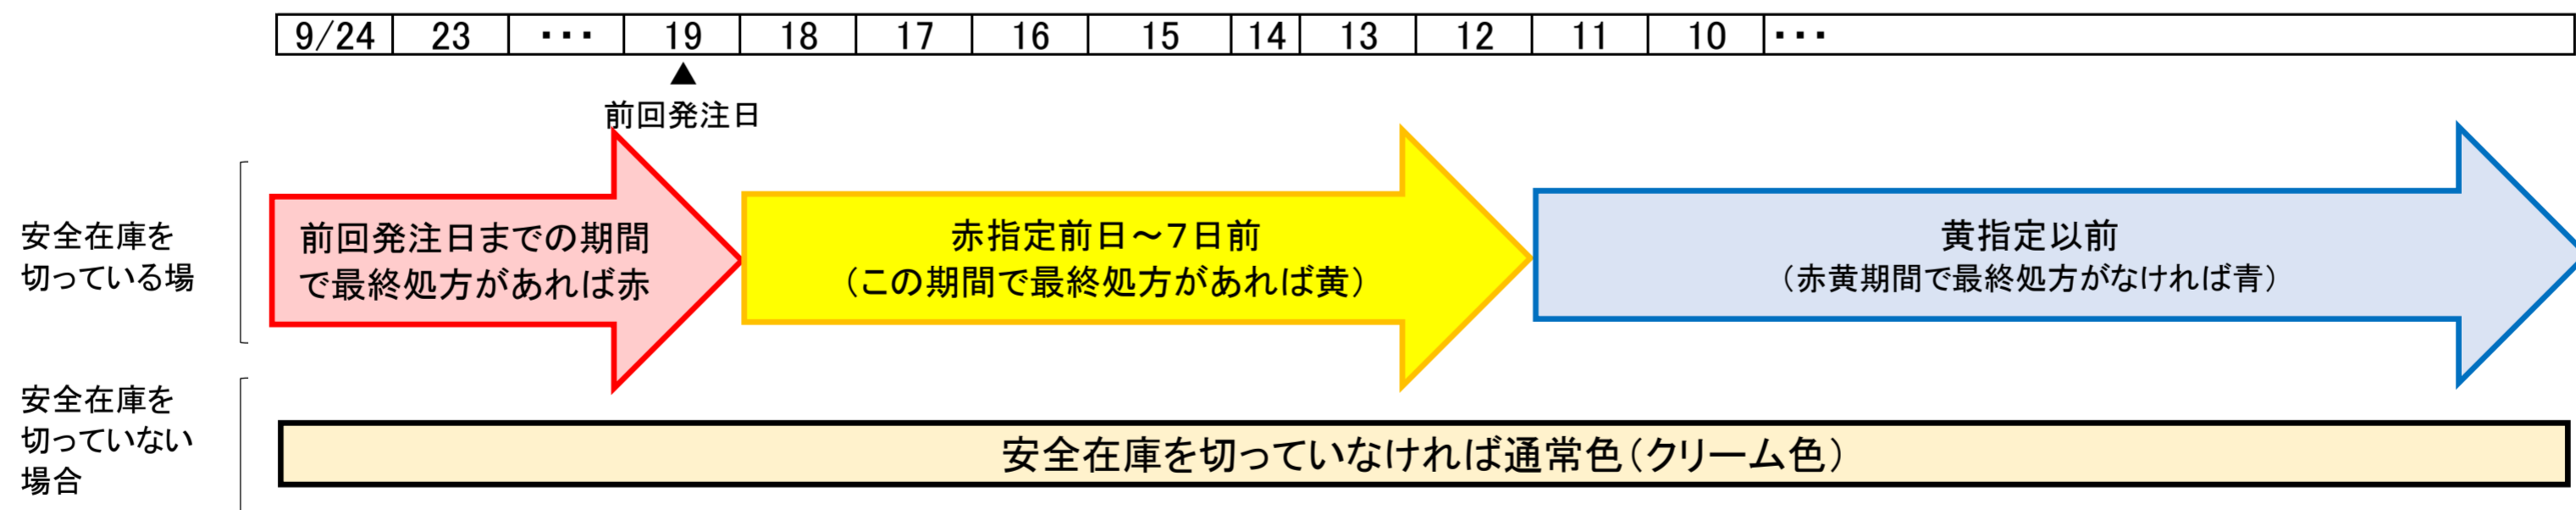 9/24 23 ・・・ 19 18 17 16 15 14 13 12 11 10 ・・・
▲
前回発注日
安全在庫を
切っている場
前回発注日までの期間
で最終処方があれば赤
赤指定前日～7日前
（この期間で最終処方があれば黄）
黄指定以前
（赤黄期間で最終処方がなければ青）
安全在庫を
切っていない
場合
安全在庫を切っていなければ通常色（クリーム色）